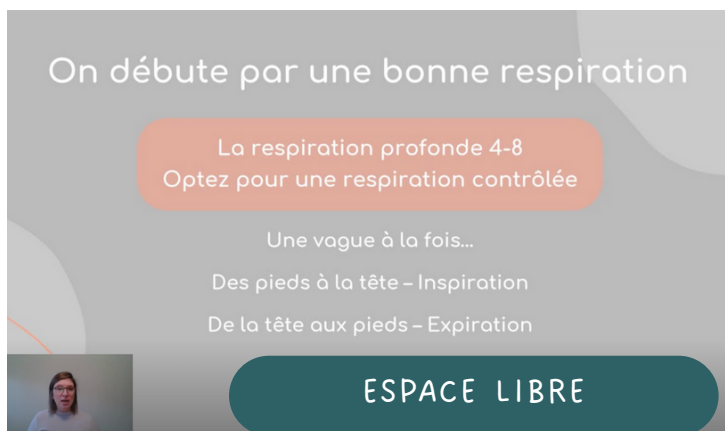 On débute par une bonne respiration
La respiration profonde 4-8
Optez pour une respiration contrôlée
Une vague à la fois...
Des pieds à la tête – Inspiration
De la tête aux pieds – Expiration
ESPACE LIBRE